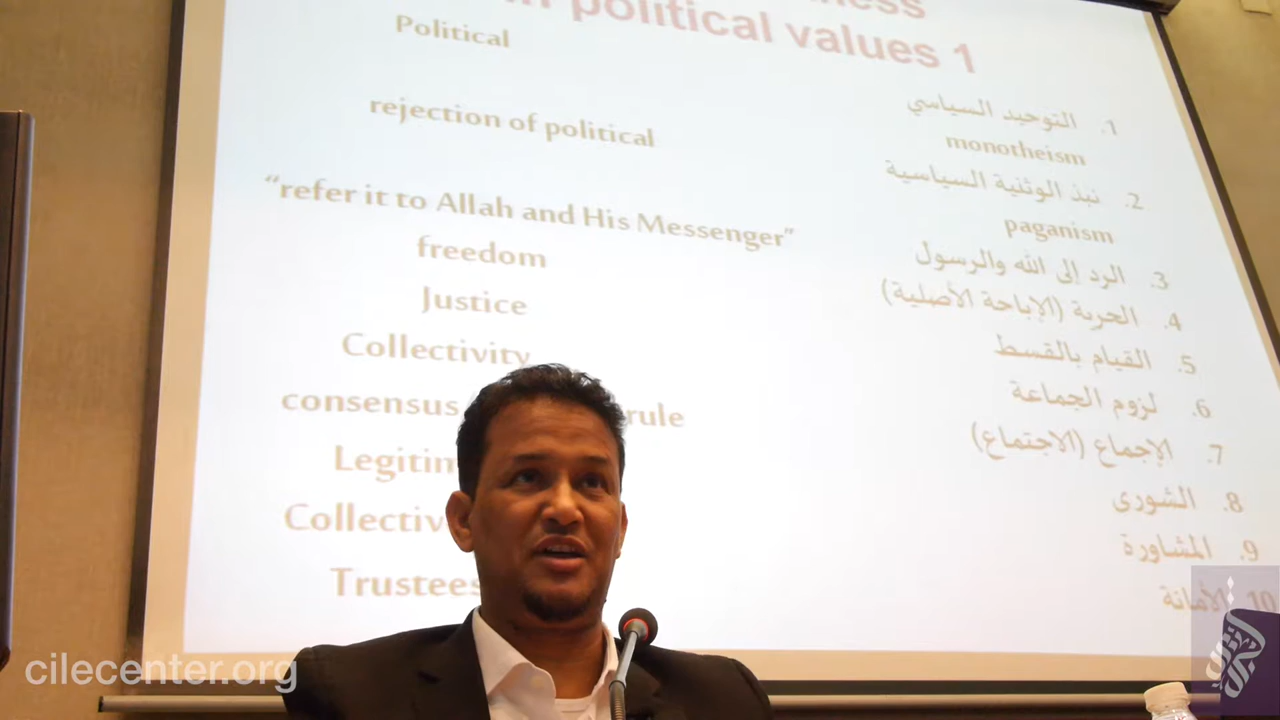 political values 1
Political
1. التوحيد السياسي
monotheism
rejection of political
2. نبذ الوثنية السياسية
paganism
“refer it to Allah and His Messenger”
3. الرد إلى الله والرسول
freedom
4. الحرية (الإباحة الأصلية)
Justice
5. القيام بالقسط
Collectivity
6. لزوم الجماعة
consensus rule
7. الإجماع (الاجتماع)
8. الشورى
9. المشاورة
Trustees
10. الأمانة
cilecenter.org